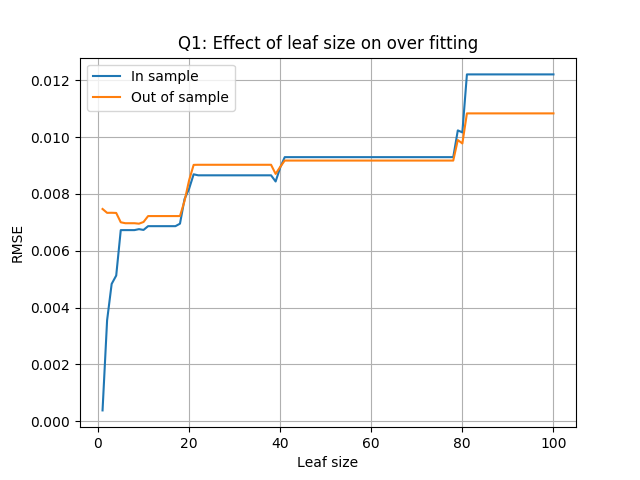 Q1: Effect of leaf size on over fitting
In sample
Out of sample
0.012
0.010
0.008
0.006
0.004
0.002
0.000
RMSE
0
20
40
60
80
100
Leaf size